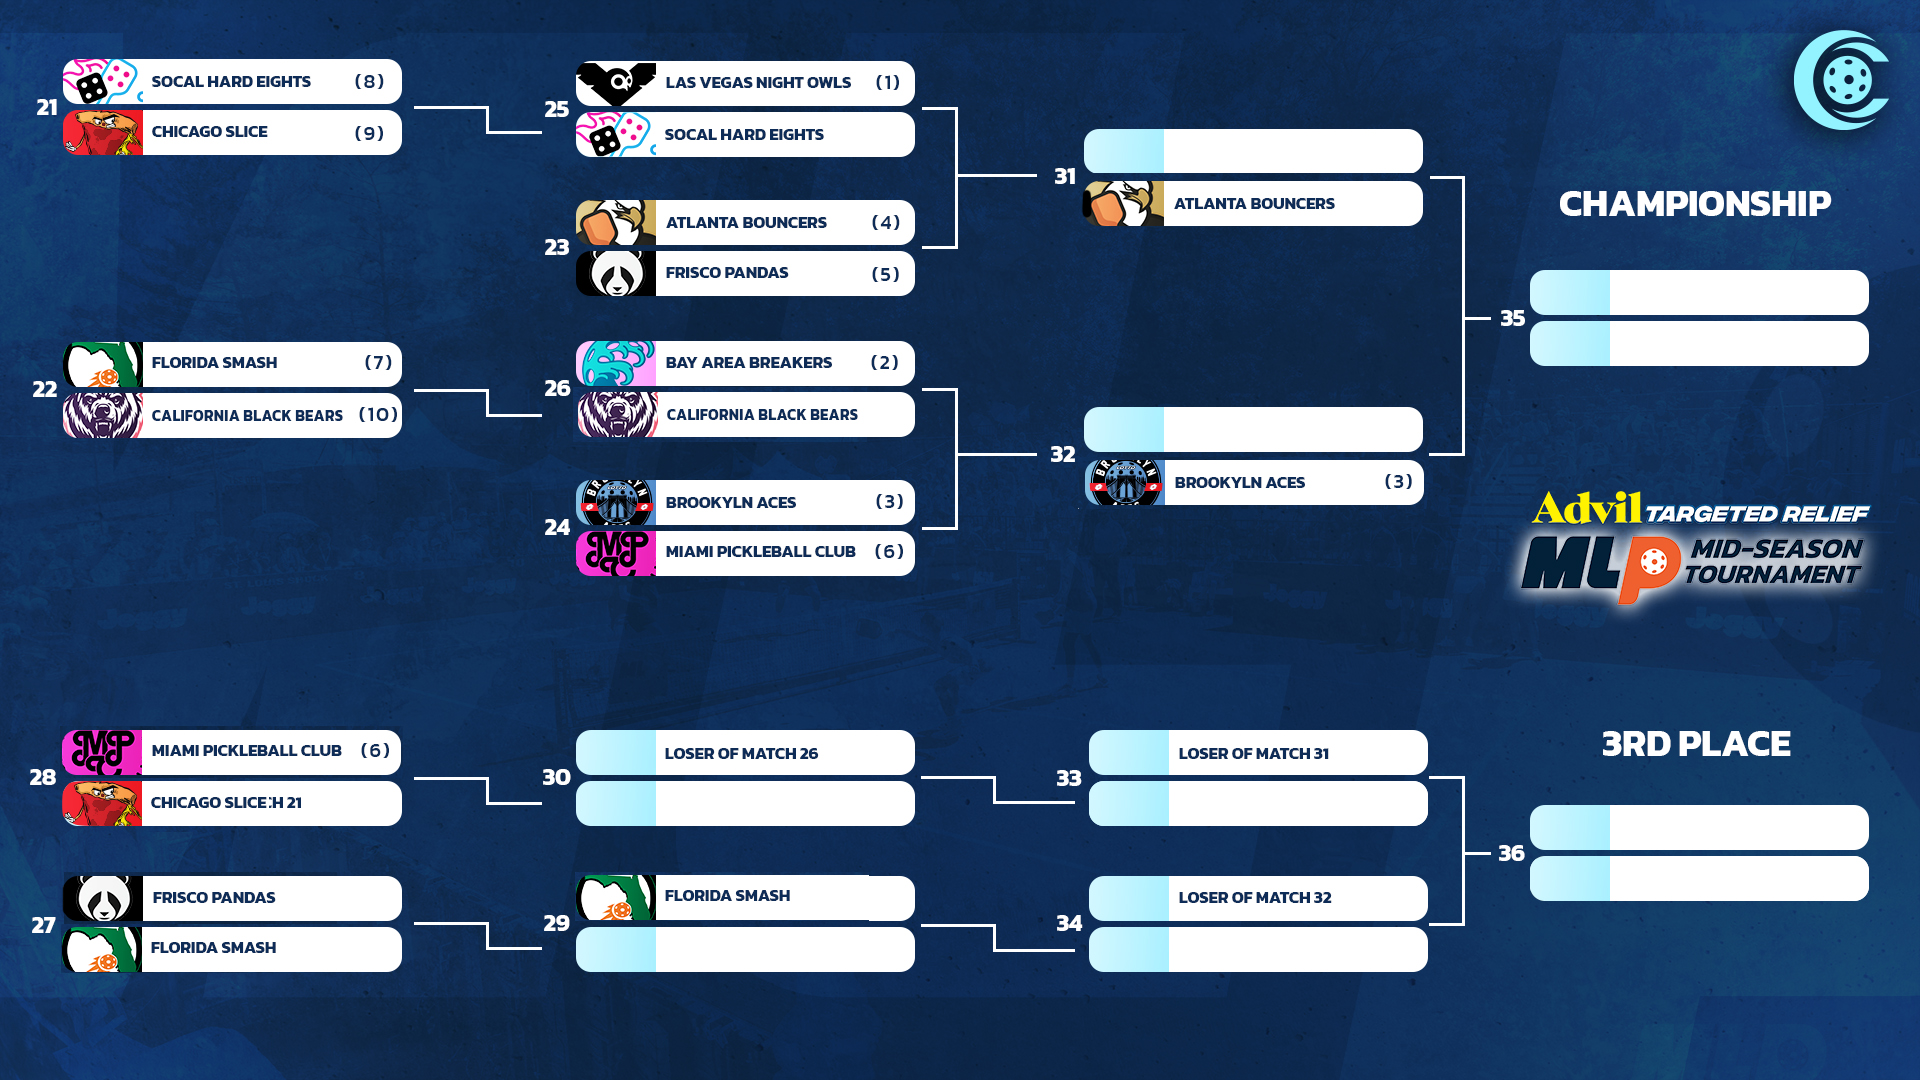 21
SOCAL HARD EIGHTS (8)
CHICAGO SLICE (9)
22
FLORIDA SMASH (7)
CALIFORNIA BLACK BEARS (10)
25
LAS VEGAS NIGHT OWLS (1)
SOCAL HARD EIGHTS
23
ATLANTA BOUNCERS (4)
FRISCO PANDAS (5)
26
BAY AREA BREAKERS (2)
CALIFORNIA BLACK BEARS
24
BROOKYLN ACES (3)
MIAMI PICKLEBALL CLUB (6)
31
ATLANTA BOUNCERS
32
BROOKYLN ACES (3)
CHAMPIONSHIP
35
Advil TARGETED RELIEF
MLP MID-SEASON
TOURNAMENT
28
MIAMI PICKLEBALL CLUB (6)
CHICAGO SLICE:H 21
27
FRISCO PANDAS
FLORIDA SMASH
30
LOSER OF MATCH 26
29
FLORIDA SMASH
33
LOSER OF MATCH 31
34
LOSER OF MATCH 32
3RD PLACE
36